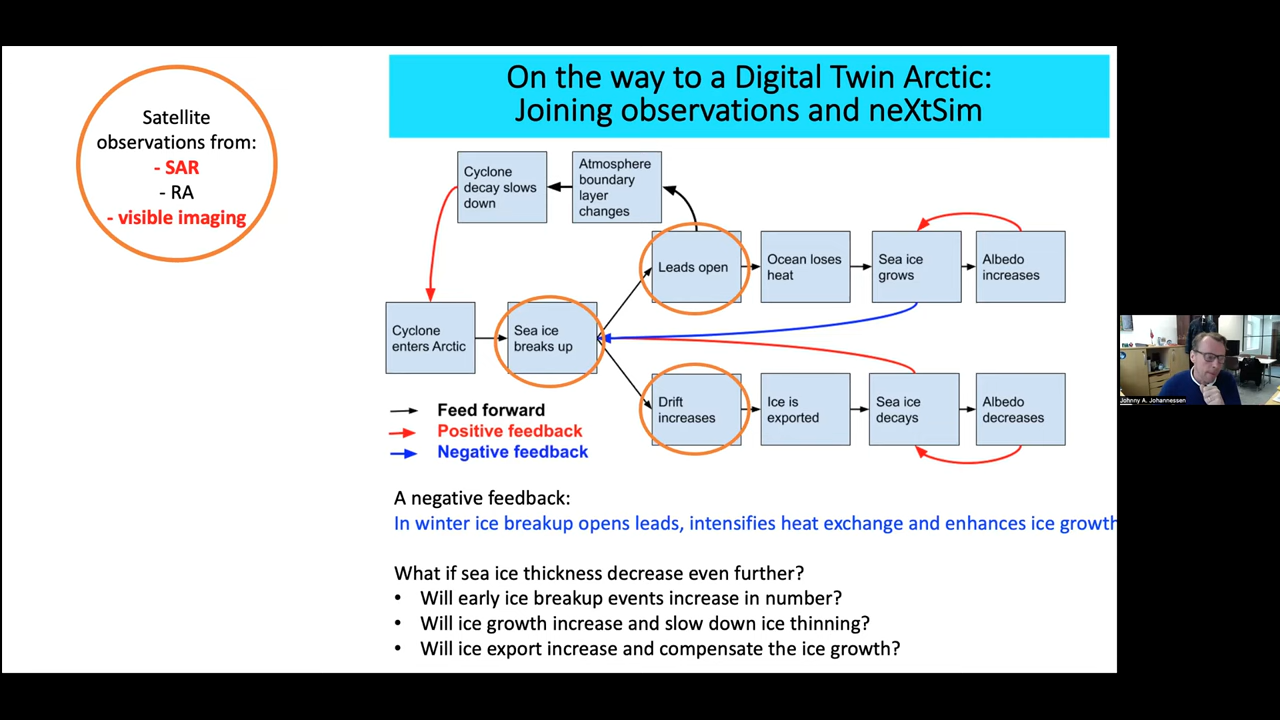 Satellite
observations from:
- SAR
- RA
- visible imaging
On the way to a Digital Twin Arctic:
Joining observations and neXtSim
Cyclone
decay slows
down
Atmosphere
boundary
layer
changes
Leads open
Ocean loses
heat
Sea ice
grows
Albedo
increases
Cyclone
enters Arctic
Sea ice
breaks up
Drift
increases
Ice is
exported
Sea ice
decays
Albedo
decreases
Feed forward
Positive feedback
Negative feedback
A negative feedback:
In winter ice breakup opens leads, intensifies heat exchange and enhances ice growth
What if sea ice thickness decrease even further?
• Will early ice breakup events increase in number?
• Will ice growth increase and slow down ice thinning?
• Will ice export increase and compensate the ice growth?
Johnny A. Johannessen